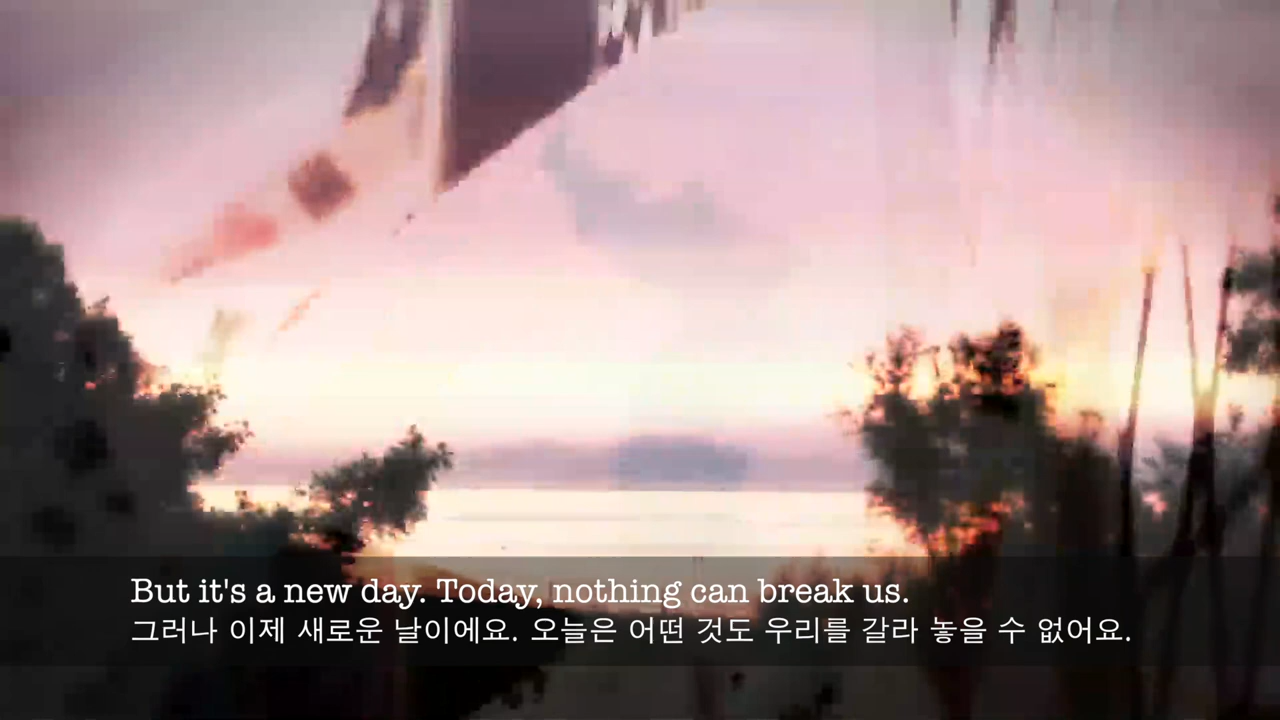 But it's a new day. Today, nothing can break us.
그러나 이제 새로운 날이에요. 오늘은 어떤 것도 우리를 갈라 놓을 수 없어요.